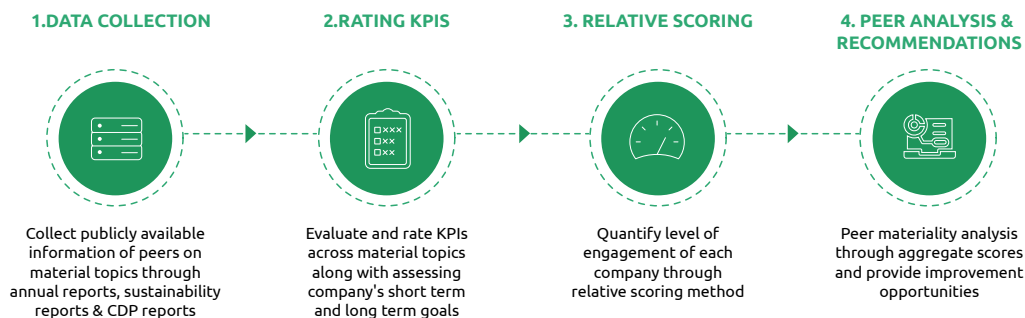 1.DATA COLLECTION
2.RATING KPIS
3. RELATIVE SCORING
4. PEER ANALYSIS &
RECOMMENDATIONS
Collect publicly available
information of peers on
material topics through
annual reports, sustainability
reports & CDP reports
Evaluate and rate KPIs
across material topics
along with assessing
company's short term
and long term goals
Quantify level of
engagement of each
company through
relative scoring method
Peer materiality analysis
through aggregate scores
and provide improvement
opportunities